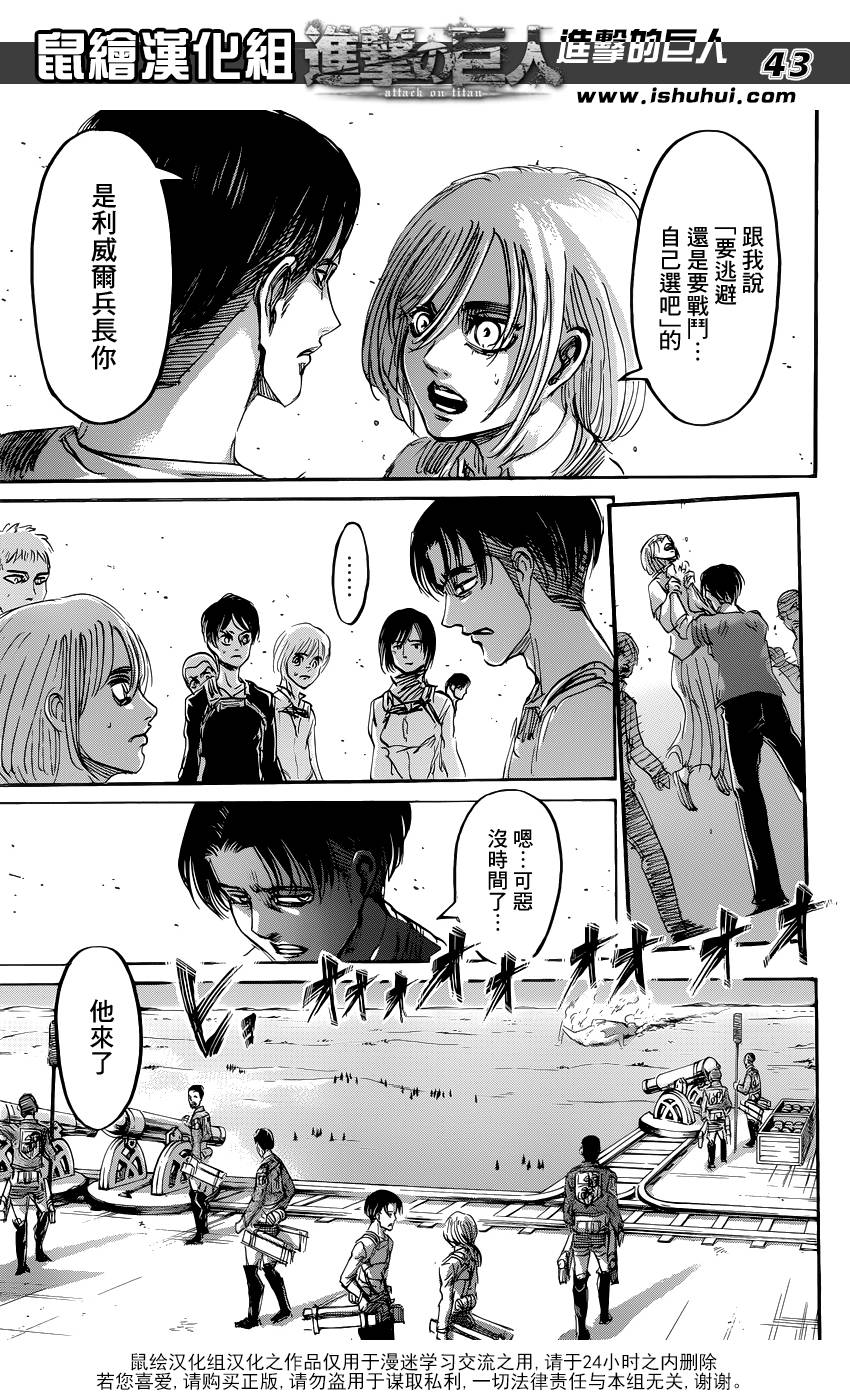 鼠繪漢化組
進撃の巨人
attack on titan
進擊的巨人
www.ishuhui.com
43
跟我說
「要逃避
還是要戰鬥…
自己選吧」的
是利威爾兵長你
……
嗯…可惡
沒時間了…
オオオオオオオオオ
他來了
鼠绘汉化组汉化之作品仅用于漫迷学习交流之用, 请于24小时之内删除
若您喜爱, 请购买正版, 请勿盗用于谋取私利, 一切法律责任与本组无关, 谢谢。